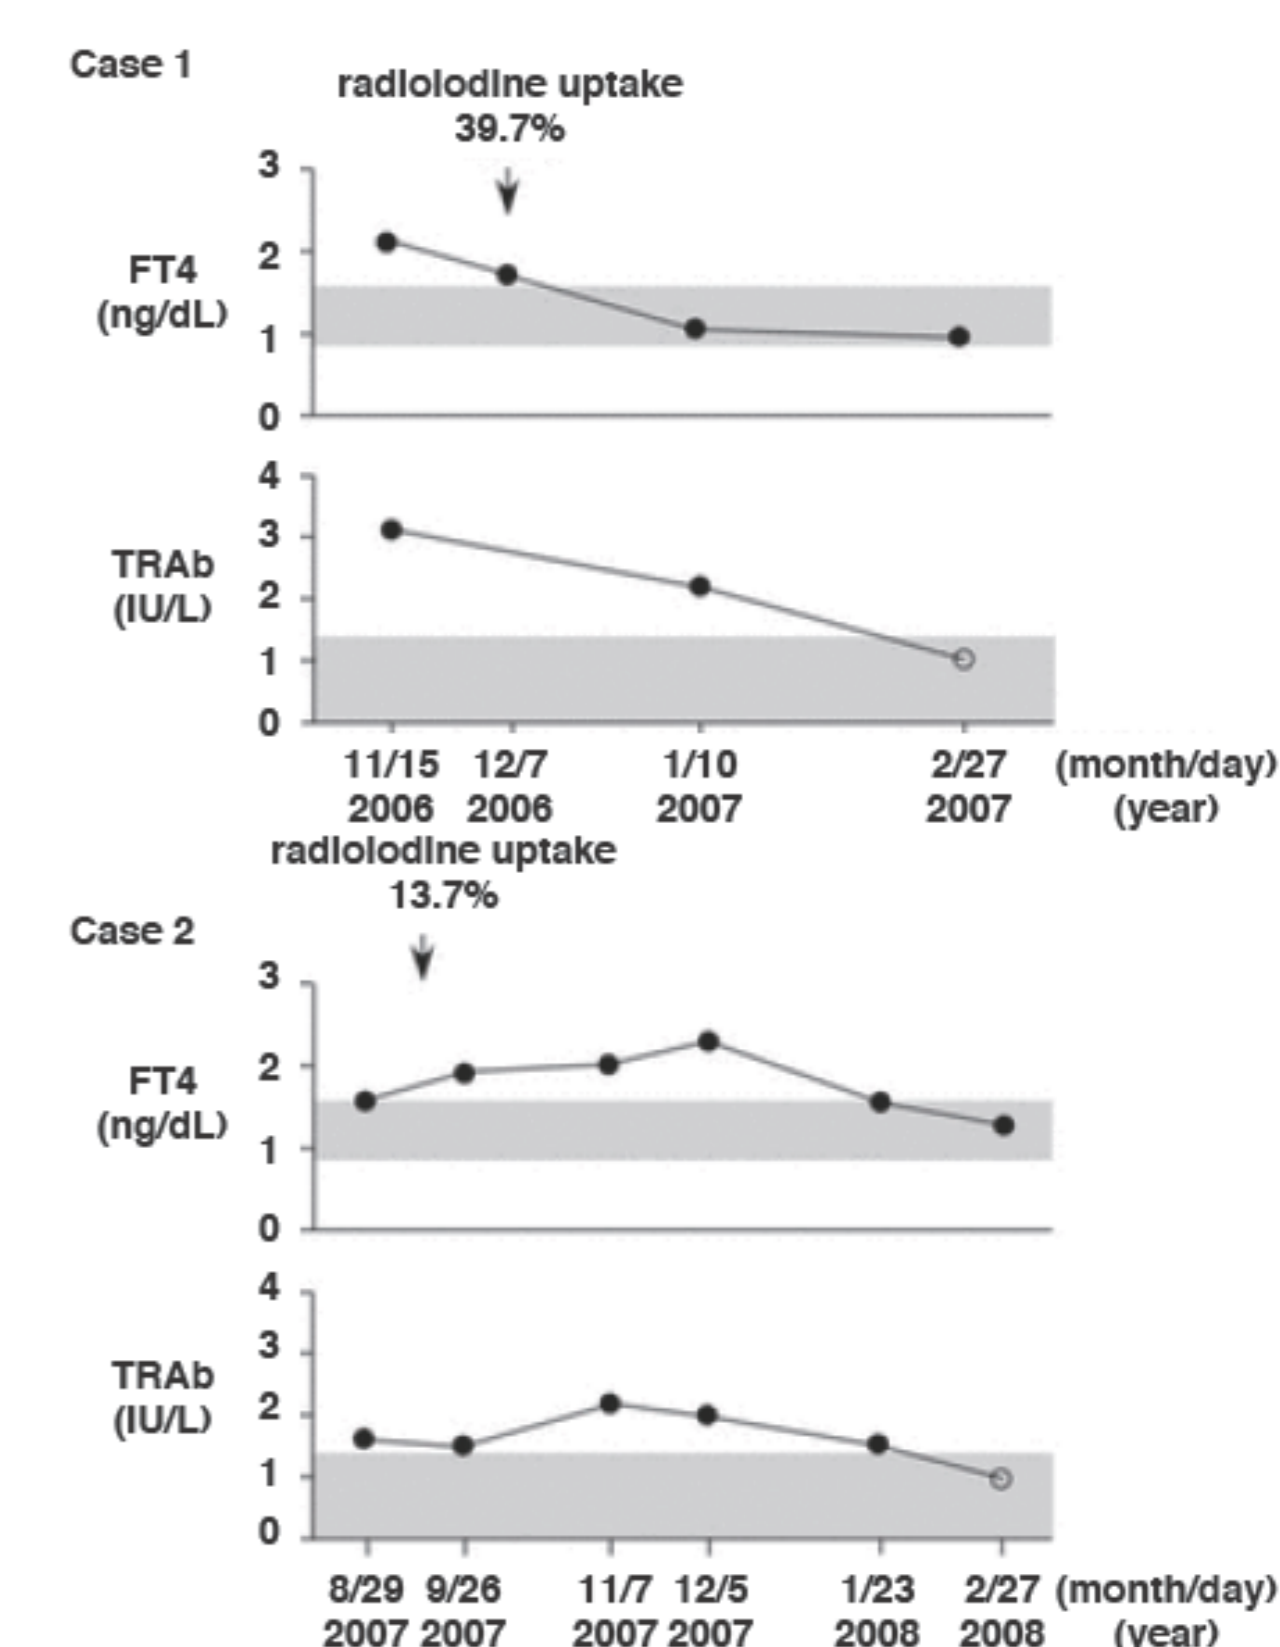 Case 1
radioiodine uptake
39.7%
3
2
1
0
FT4
(ng/dL)
4
3
2
1
0
TRAb
(IU/L)
11/15 12/7 1/10 2/27 (month/day)
2006 2006 2007 2007 (year)
radioiodine uptake
13.7%
Case 2
3
2
1
0
FT4
(ng/dL)
4
3
2
1
0
TRAb
(IU/L)
8/29 9/26 11/7 12/5 1/23 2/27 (month/day)
2007 2007 2007 2007 2008 2008 (year)